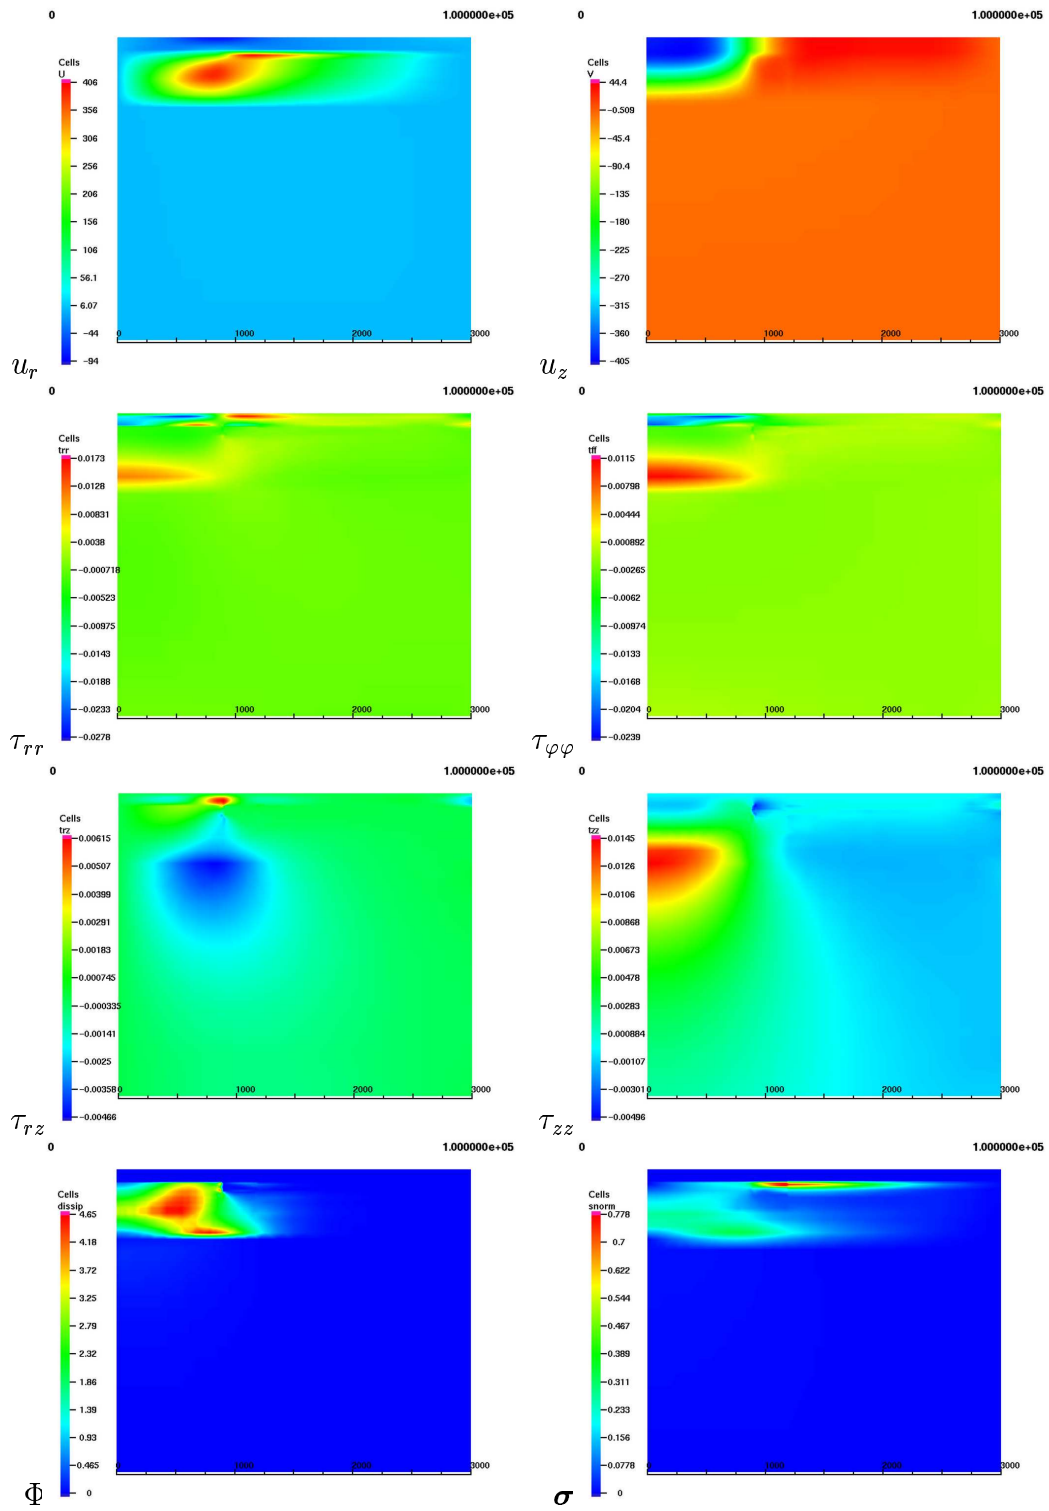 0 1.000000e+05
Cells
U
406
356
306
256
206
156
106
56.1
6.07
-44
-94
0 1000 2000 3000
u_r
0 1.000000e+05
Cells
V
44.4
-0.509
-45.4
-90.4
-135
-180
-225
-270
-315
-360
-405
0 1000 2000 3000
u_z
0 1.000000e+05
Cells
trr
0.0173
0.0128
0.00831
0.0038
-0.000718
-0.00523
-0.00975
-0.0143
-0.0188
-0.0233
-0.0278
0 1000 2000 3000
τ_rr
0 1.000000e+05
Cells
tff
0.0115
0.00798
0.00444
0.000892
-0.00265
-0.0062
-0.00974
-0.0133
-0.0168
-0.0204
-0.0239
0 1000 2000 3000
τ_φφ
0 1.000000e+05
Cells
trz
0.00615
0.00507
0.00399
0.00291
0.00183
0.000745
-0.000335
-0.00141
-0.0025
-0.00358
-0.00466
0 1000 2000 3000
τ_rz
0 1.000000e+05
Cells
tzz
0.0145
0.0126
0.0106
0.00868
0.00673
0.00478
0.00283
0.000884
-0.00107
-0.00301
-0.00496
0 1000 2000 3000
τ_zz
0 1.000000e+05
Cells
dissip
4.65
4.18
3.72
3.25
2.79
2.32
1.86
1.39
0.93
0.465
0
0 1000 2000 3000
Φ
0 1.000000e+05
Cells
snorm
0.778
0.7
0.622
0.544
0.467
0.389
0.311
0.233
0.156
0.0778
0
0 1000 2000 3000
σ